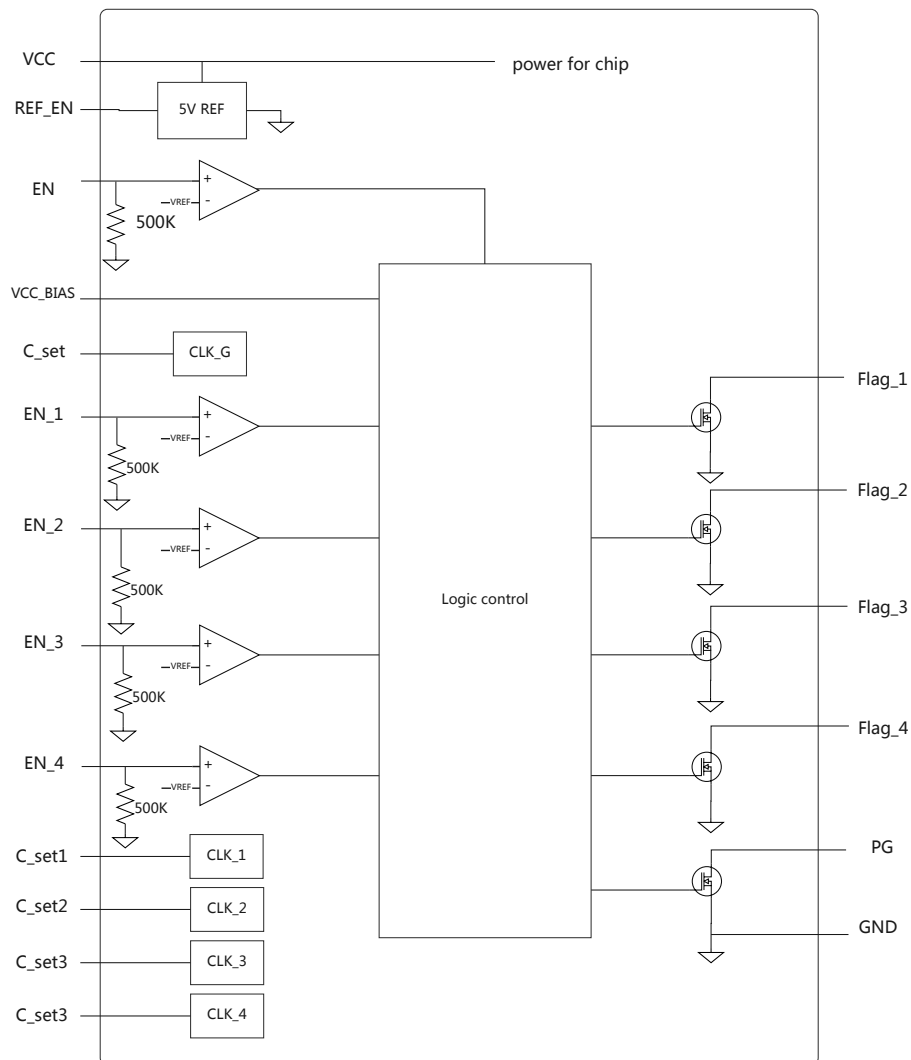 VCC
power for chip
REF_EN
5V REF
EN
+
VREF
-
500K
VCC_BIAS
C_set
CLK_G
Flag_1
EN_1
+
VREF
-
500K
Flag_2
EN_2
+
VREF
-
500K
Logic control
Flag_3
EN_3
+
VREF
-
500K
Flag_4
EN_4
+
VREF
-
500K
C_set1
CLK_1
PG
C_set2
CLK_2
GND
C_set3
CLK_3
C_set3
CLK_4